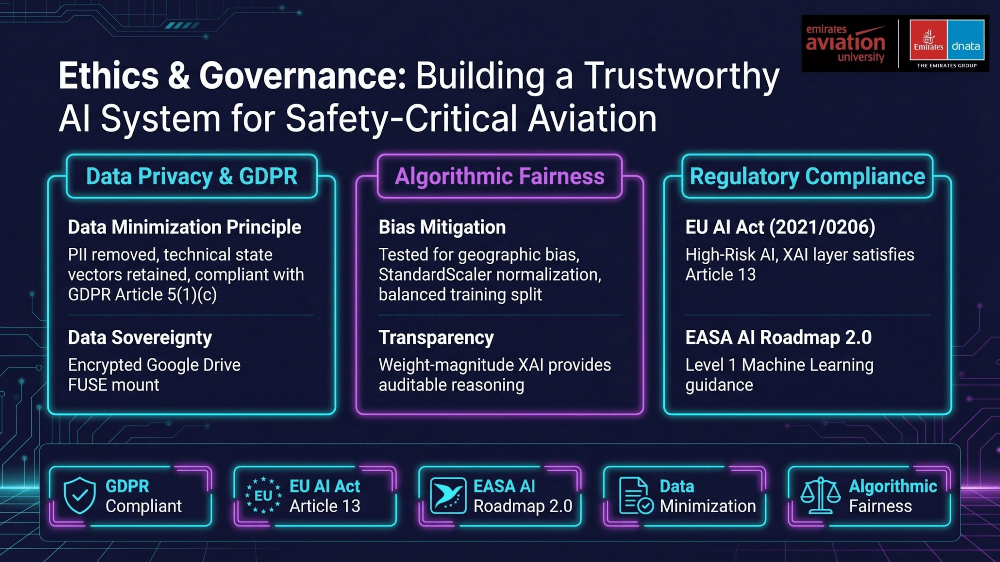 emirates
aviation
university
Emirates
dnata
THE EMIRATES GROUP
Ethics & Governance: Building a Trustworthy
AI System for Safety-Critical Aviation
Data Privacy & GDPR
Data Minimization Principle
PII removed, technical state
vectors retained, compliant with
GDPR Article 5(1)(c)
Data Sovereignty
Encrypted Google Drive
FUSE mount
Algorithmic Fairness
Bias Mitigation
Tested for geographic bias,
StandardScaler normalization,
balanced training split
Transparency
Weight-magnitude XAI provides
auditable reasoning
Regulatory Compliance
EU AI Act (2021/0206)
High-Risk AI, XAI layer satisfies
Article 13
EASA AI Roadmap 2.0
Level 1 Machine Learning
guidance
GDPR
Compliant
EU
EU AI Act
Article 13
EASA AI
Roadmap 2.0
Data
Minimization
Algorithmic
Fairness